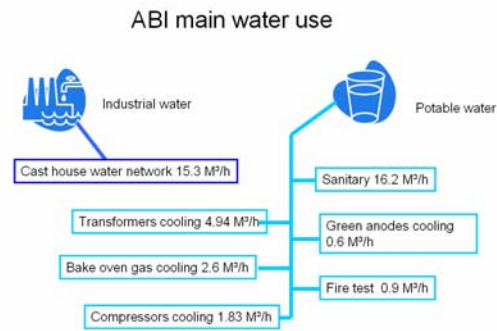 ABI main water use
Industrial water
Potable water
Cast house water network 15.3 M³/h
Sanitary 16.2 M³/h
Transformers cooling 4.94 M³/h
Green anodes cooling
0.6 M³/h
Bake oven gas cooling 2.6 M³/h
Fire test 0.9 M³/h
Compressors cooling 1.83 M³/h